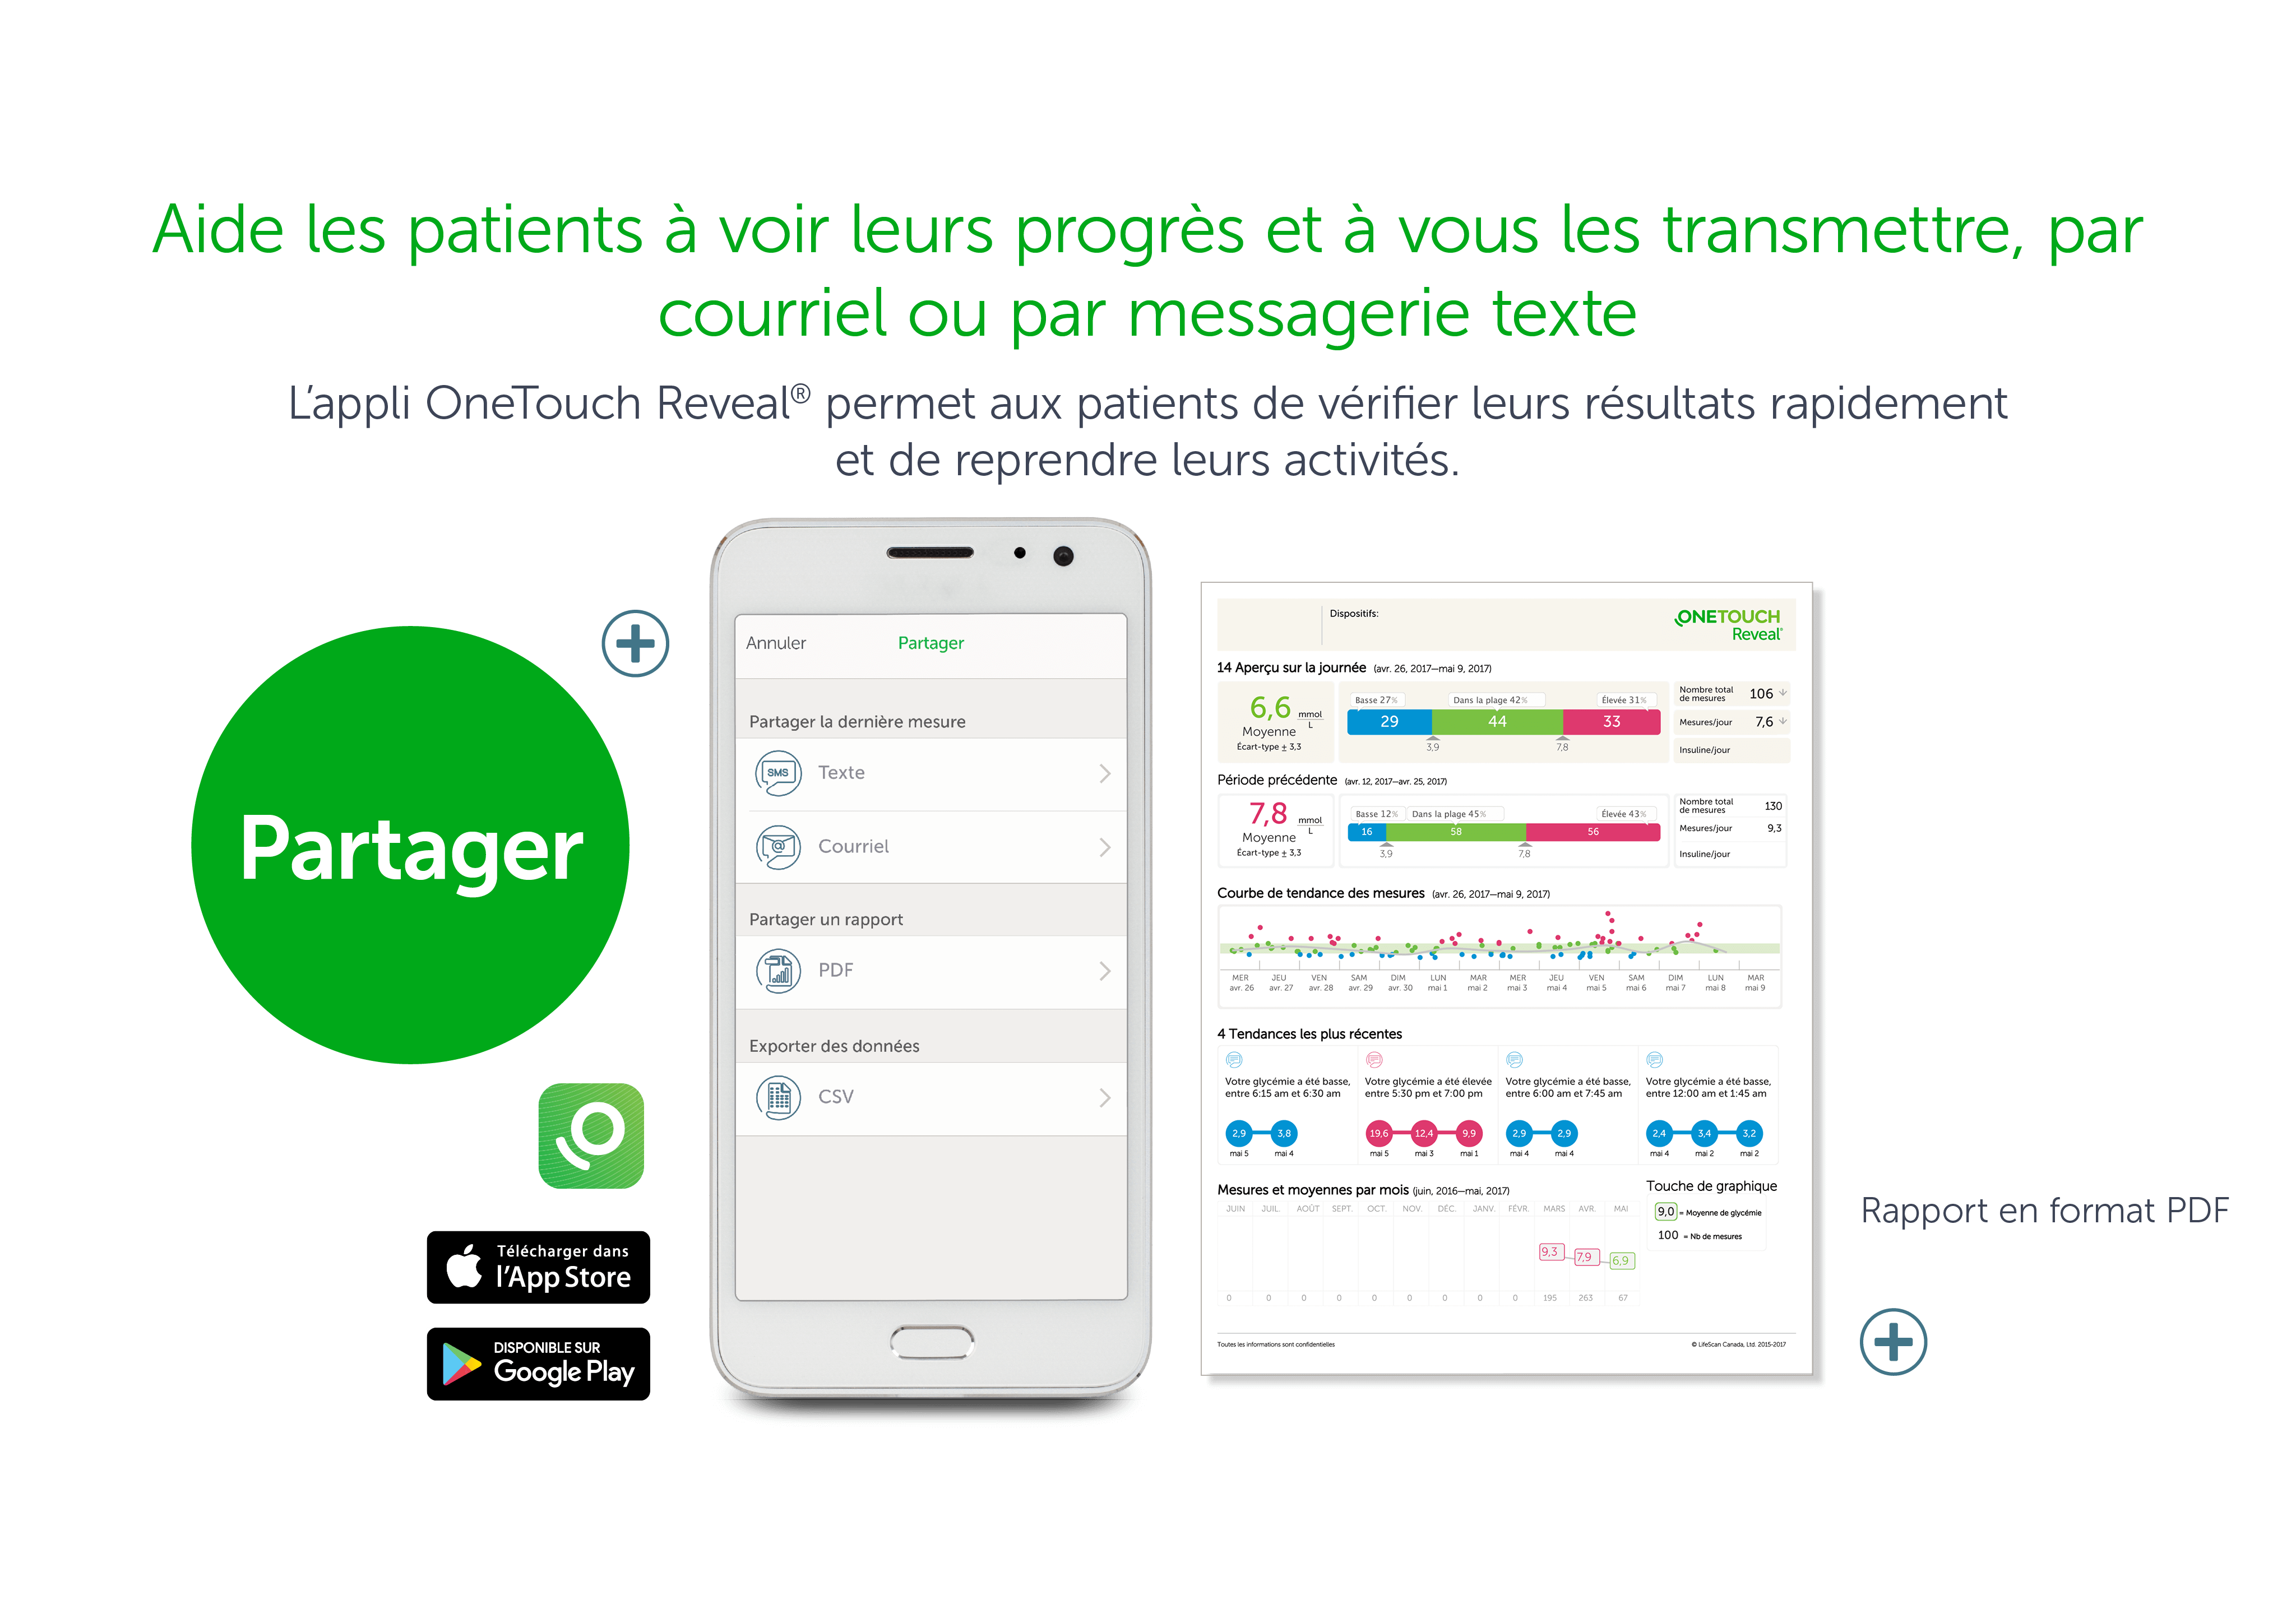 Aide les patients à voir leurs progrès et à vous les transmettre, par
courriel ou par messagerie texte
L'appli OneTouch Reveal® permet aux patients de vérifier leurs résultats rapidement
et de reprendre leurs activités.
Partager
Télécharger dans
l'App Store
DISPONIBLE SUR
Google Play
Annuler Partager
Partager la dernière mesure
SMS Texte
@ Courriel
Partager un rapport
PDF
Exporter des données
CSV
Dispositifs:
ONETOUCH
Reveal®
14 Aperçu sur la journée (avr. 26, 2017—mai 9, 2017)
6,6 mmol/L
Moyenne
Écart-type ± 3,3
Basse 27% Dans la plage 42% Élevée 31%
29 44 33
3,9 7,8
Nombre total
de mesures 106
Mesures/jour 7,6
Insuline/jour
Période précédente (avr. 12, 2017—avr. 25, 2017)
7,8 mmol/L
Moyenne
Écart-type ± 3,3
Basse 12% Dans la plage 45% Élevée 43%
16 58 56
3,9 7,8
Nombre total
de mesures 130
Mesures/jour 9,3
Insuline/jour
Courbe de tendance des mesures (avr. 26, 2017—mai 9, 2017)
MER JEU VEN SAM DIM LUN MAR MER JEU VEN SAM DIM LUN MAR
avr. 26 avr. 27 avr. 28 avr. 29 avr. 30 mai 1 mai 2 mai 3 mai 4 mai 5 mai 6 mai 7 mai 8 mai 9
4 Tendances les plus récentes
Votre glycémie a été basse,
entre 6:15 am et 6:30 am
2,9 3,8
mai 5 mai 4
Votre glycémie a été élevée
entre 5:30 pm et 7:00 pm
19,6 12,4 9,9
mai 5 mai 3 mai 1
Votre glycémie a été basse,
entre 6:00 am et 7:45 am
2,9 2,9
mai 4 mai 4
Votre glycémie a été basse,
entre 12:00 am et 1:45 am
2,4 3,4 3,2
mai 4 mai 2 mai 2
Mesures et moyennes par mois (juin, 2016—mai, 2017)
JUIN JUIL. AOÛT SEPT. OCT. NOV. DÉC. JANV. FÉVR. MARS AVR. MAI
9,3 7,9 6,9
0 0 0 0 0 0 0 0 0 195 263 67
Touche de graphique
9,0 = Moyenne de glycémie
100 = Nb de mesures
Toutes les informations sont confidentielles
© LifeScan Canada, Ltd. 2015-2017
Rapport en format PDF